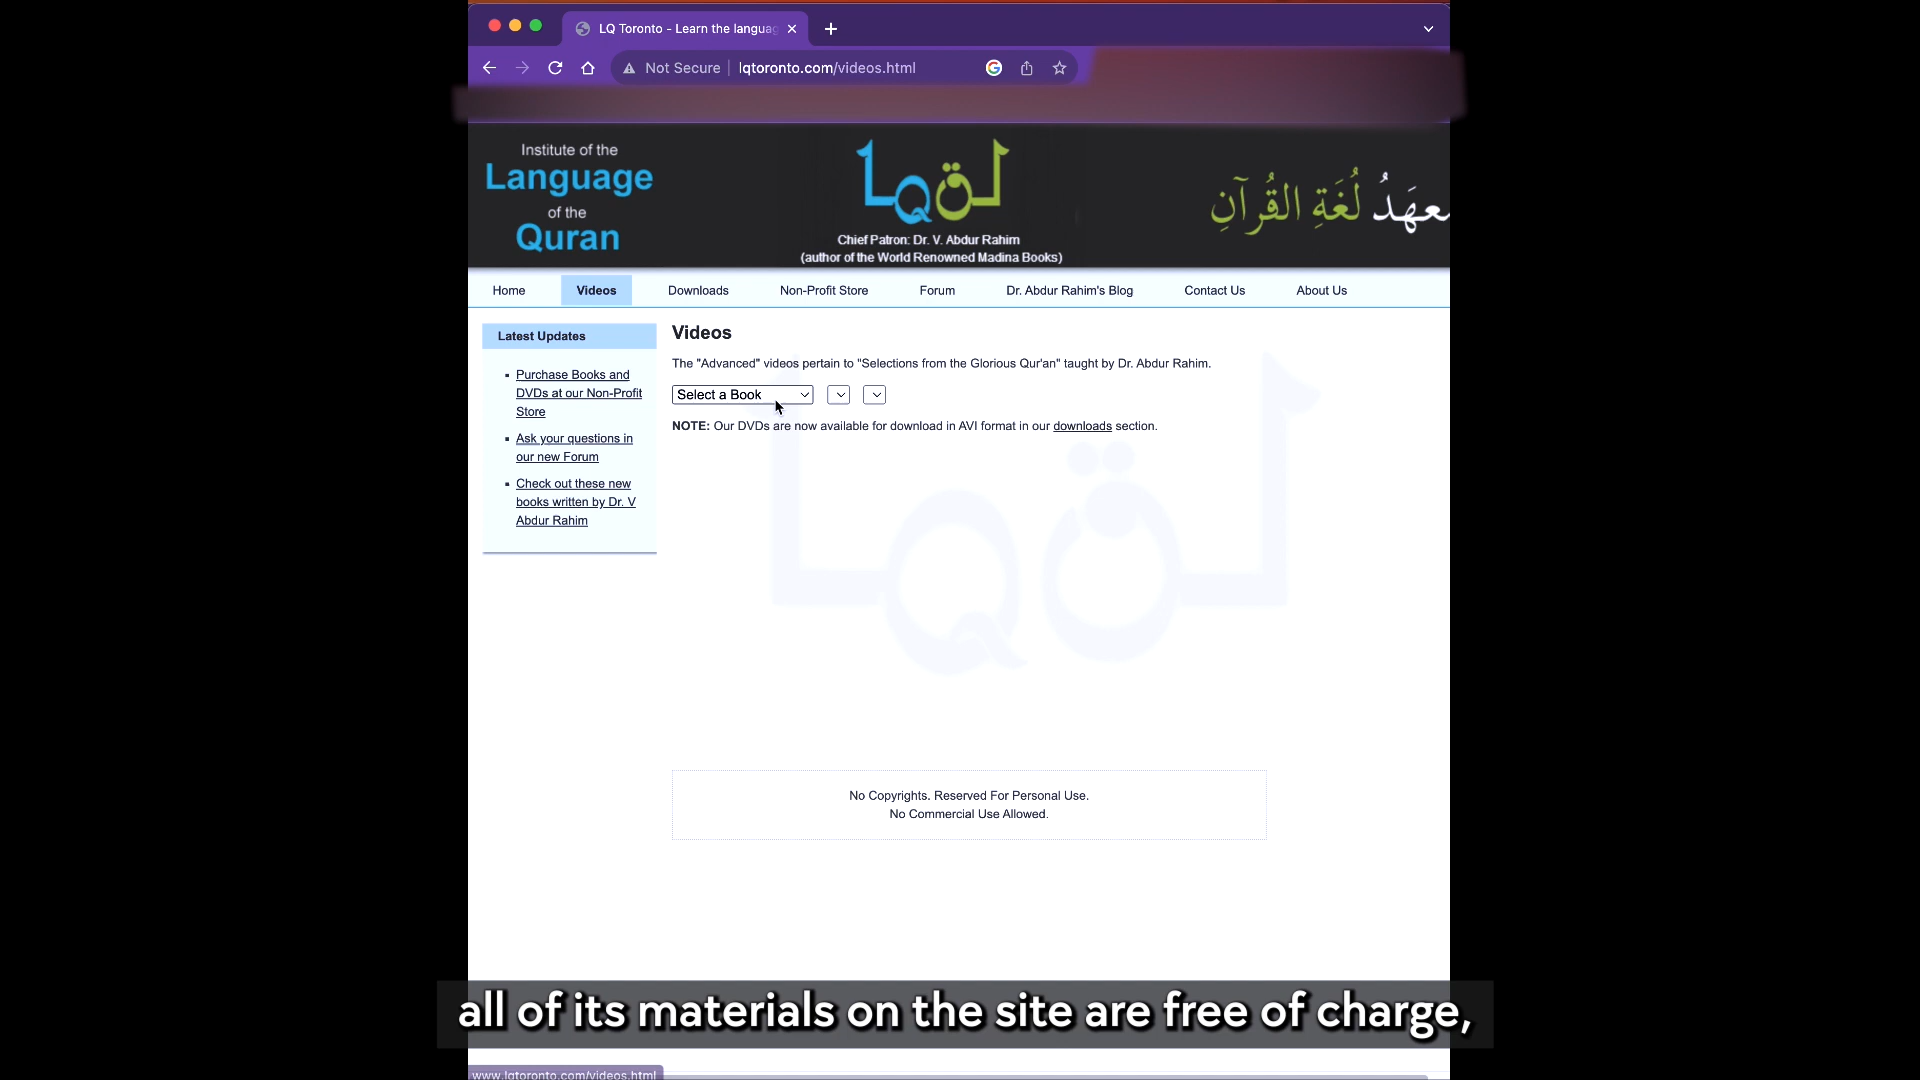 LQ Toronto - Learn the languag
Not Secure
lqtoronto.com/videos.html
Institute of the
Language
of the
Quran
LQ
لق
Chief Patron: Dr. V. Abdur Rahim
(author of the World Renowned Madina Books)
لُغَةِ القُرآنِ
Home
Videos
Downloads
Non-Profit Store
Forum
Dr. Abdur Rahim's Blog
Contact Us
About Us
Latest Updates
Purchase Books and
DVDs at our Non-Profit
Store
Ask your questions in
our new Forum
Check out these new
books written by Dr. V
Abdur Rahim
Videos
The "Advanced" videos pertain to "Selections from the Glorious Qur'an" taught by Dr. Abdur Rahim.
Select a Book
NOTE: Our DVDs are now available for download in AVI format in our downloads section.
No Copyrights. Reserved For Personal Use.
No Commercial Use Allowed.
all of its materials on the site are free of charge,
www.lqtoronto.com/videos.html